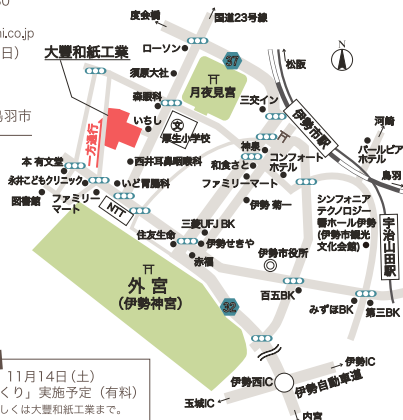 ni.co.jp
日)
鳥羽市
度会橋
国道23号線
ローソン
37
N
大豐和紙工業
須原大社
月夜見宮
松阪
森眼科
三交イン
伊勢市駅
いちし
文
厚生小学校
河崎
一方通行
神泉
コンフォート
ホテル
パールピア
ホテル
本 有文堂
西井耳鼻咽喉科
和食さと
永井こどもクリニック
いど胃腸科
ファミリーマート
鳥羽
図書館
ファミリー
マート
NTT
伊勢 菊一
シンフォニア
テクノロジー
響ホール伊勢
(伊勢市観光
文化会館)
宇治山田駅
三菱UFJ BK
住友生命
伊勢せきや
赤福
伊勢市役所
外宮
(伊勢神宮)
百五BK
32
みずほBK
第三BK
伊勢西IC
伊勢IC
伊勢自動車道
玉城IC
内宮
11月14日(土)
くり」実施予定(有料)
しくは大豐和紙工業まで。